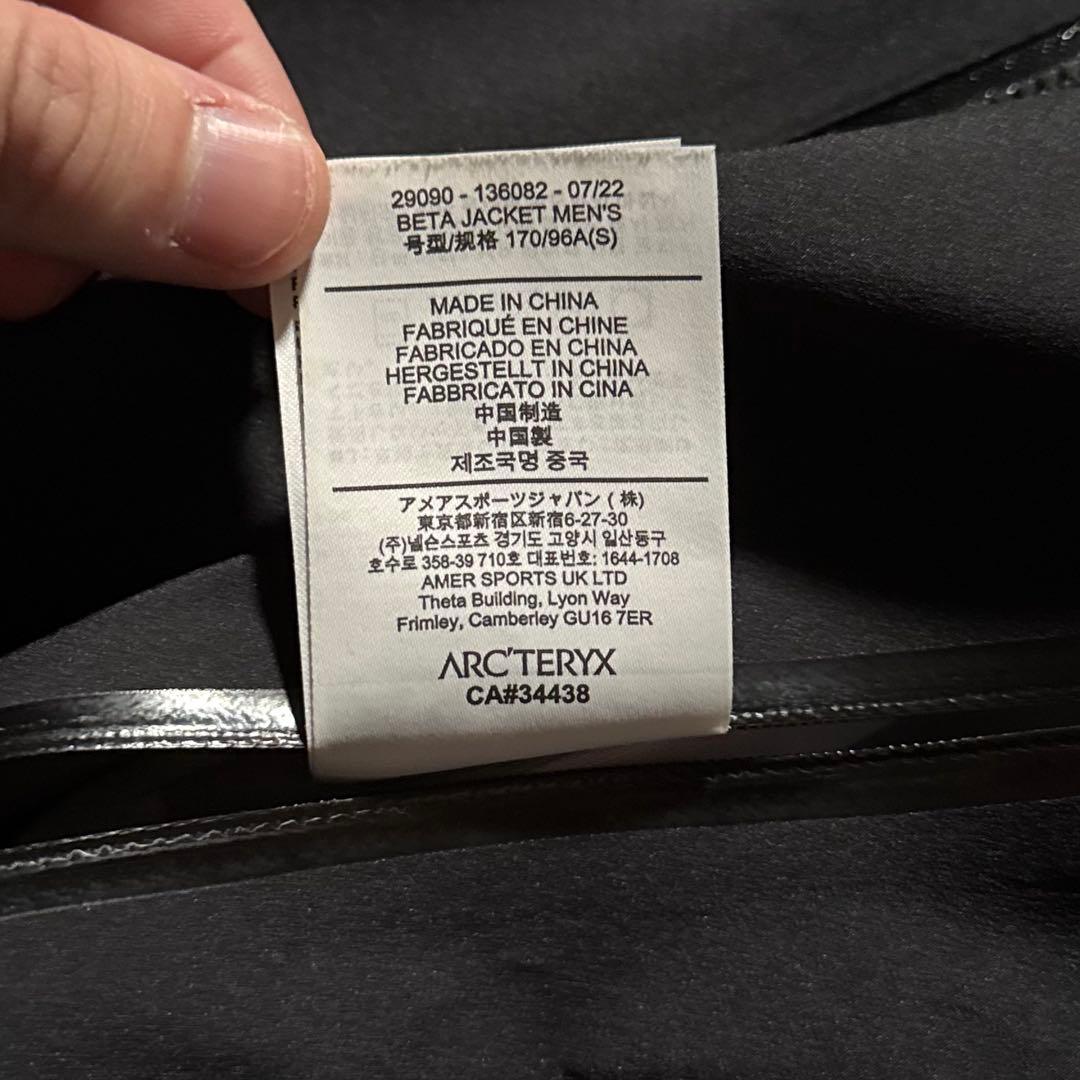 29090 - 136082 - 07/22
BETA JACKET MEN'S
号型/规格 170/96A(S)
MADE IN CHINA
FABRIQUÉ EN CHINE
FABRICADO EN CHINA
HERGESTELLT IN CHINA
FABBRICATO IN CINA
中国制造
中国製
제조국명 중국
アメアスポーツジャパン ( 株)
東京都新宿区新宿6-27-30
(주)넬슨스포츠 경기도 고양시 일산동구
호수로 358-39 710호 대표번호: 1644-1708
AMER SPORTS UK LTD
Theta Building, Lyon Way
Frimley, Camberley GU16 7ER
ARC'TERYX
CA#34438